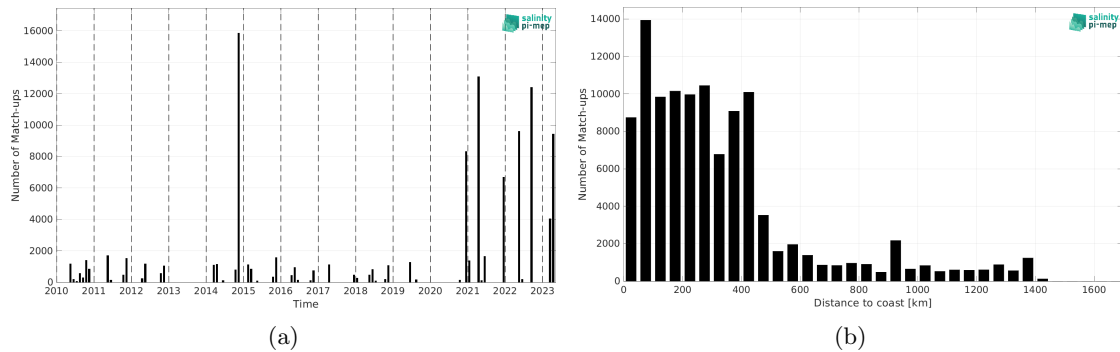 salinity
pi-mep
Number of Match-ups
16000
14000
12000
10000
8000
6000
4000
2000
0
2010 2011 2012 2013 2014 2015 2016 2017 2018 2019 2020 2021 2022 2023
Time
(a)
salinity
pi-mep
Number of Match-ups
14000
12000
10000
8000
6000
4000
2000
0
0 200 400 600 800 1000 1200 1400 1600
Distance to coast [km]
(b)